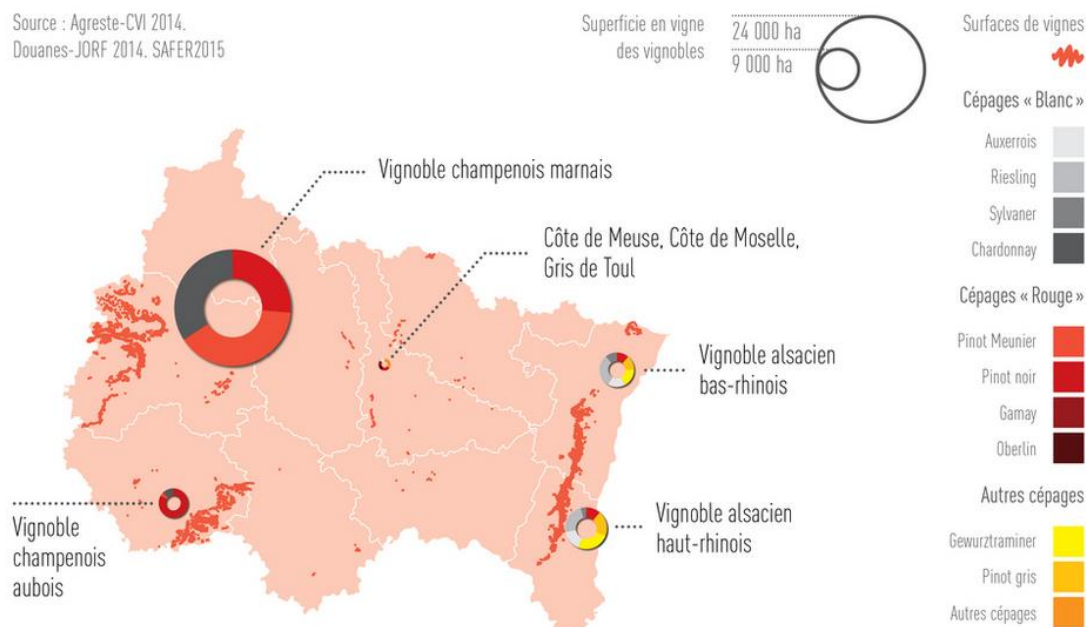 Source : Agreste-CVI 2014.
Douanes-JORF 2014. SAFER2015
Superficie en vigne
des vignobles
24 000 ha
9 000 ha
Surfaces de vignes
Cépages « Blanc »
Auxerrois
Riesling
Sylvaner
Chardonnay
Cépages « Rouge »
Pinot Meunier
Pinot noir
Gamay
Oberlin
Autres cépages
Gewurztraminer
Pinot gris
Autres cépages
Vignoble champenois marnais
Côte de Meuse, Côte de Moselle,
Gris de Toul
Vignoble alsacien
bas-rhinois
Vignoble alsacien
haut-rhinois
Vignoble
champenois
aubois